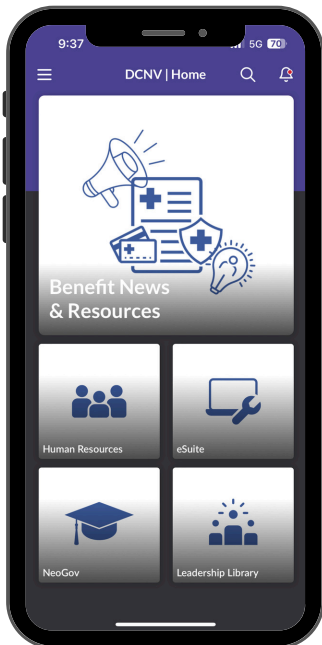 9:37
5G 70
DCNV | Home
Benefit News
& Resources
Human Resources
eSuite
NeoGov
Leadership Library